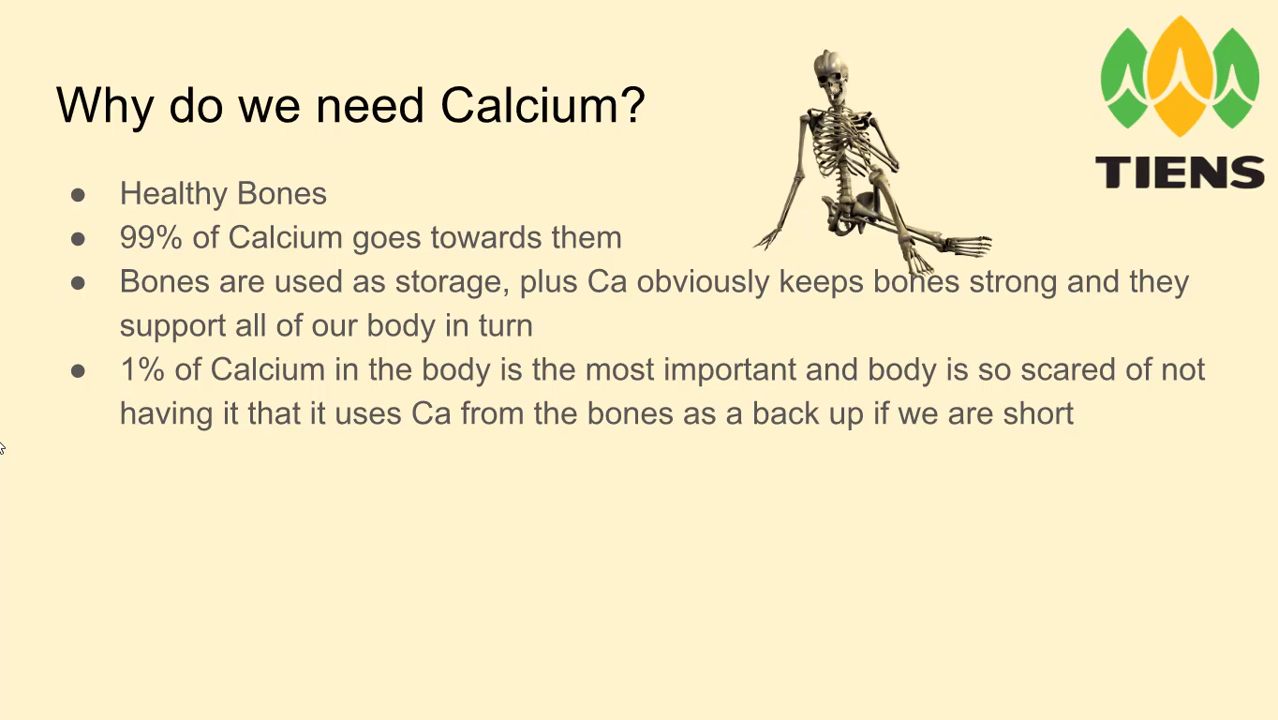 Why do we need Calcium?
TIENS
● Healthy Bones
● 99% of Calcium goes towards them
● Bones are used as storage, plus Ca obviously keeps bones strong and they
support all of our body in turn
● 1% of Calcium in the body is the most important and body is so scared of not
having it that it uses Ca from the bones as a back up if we are short